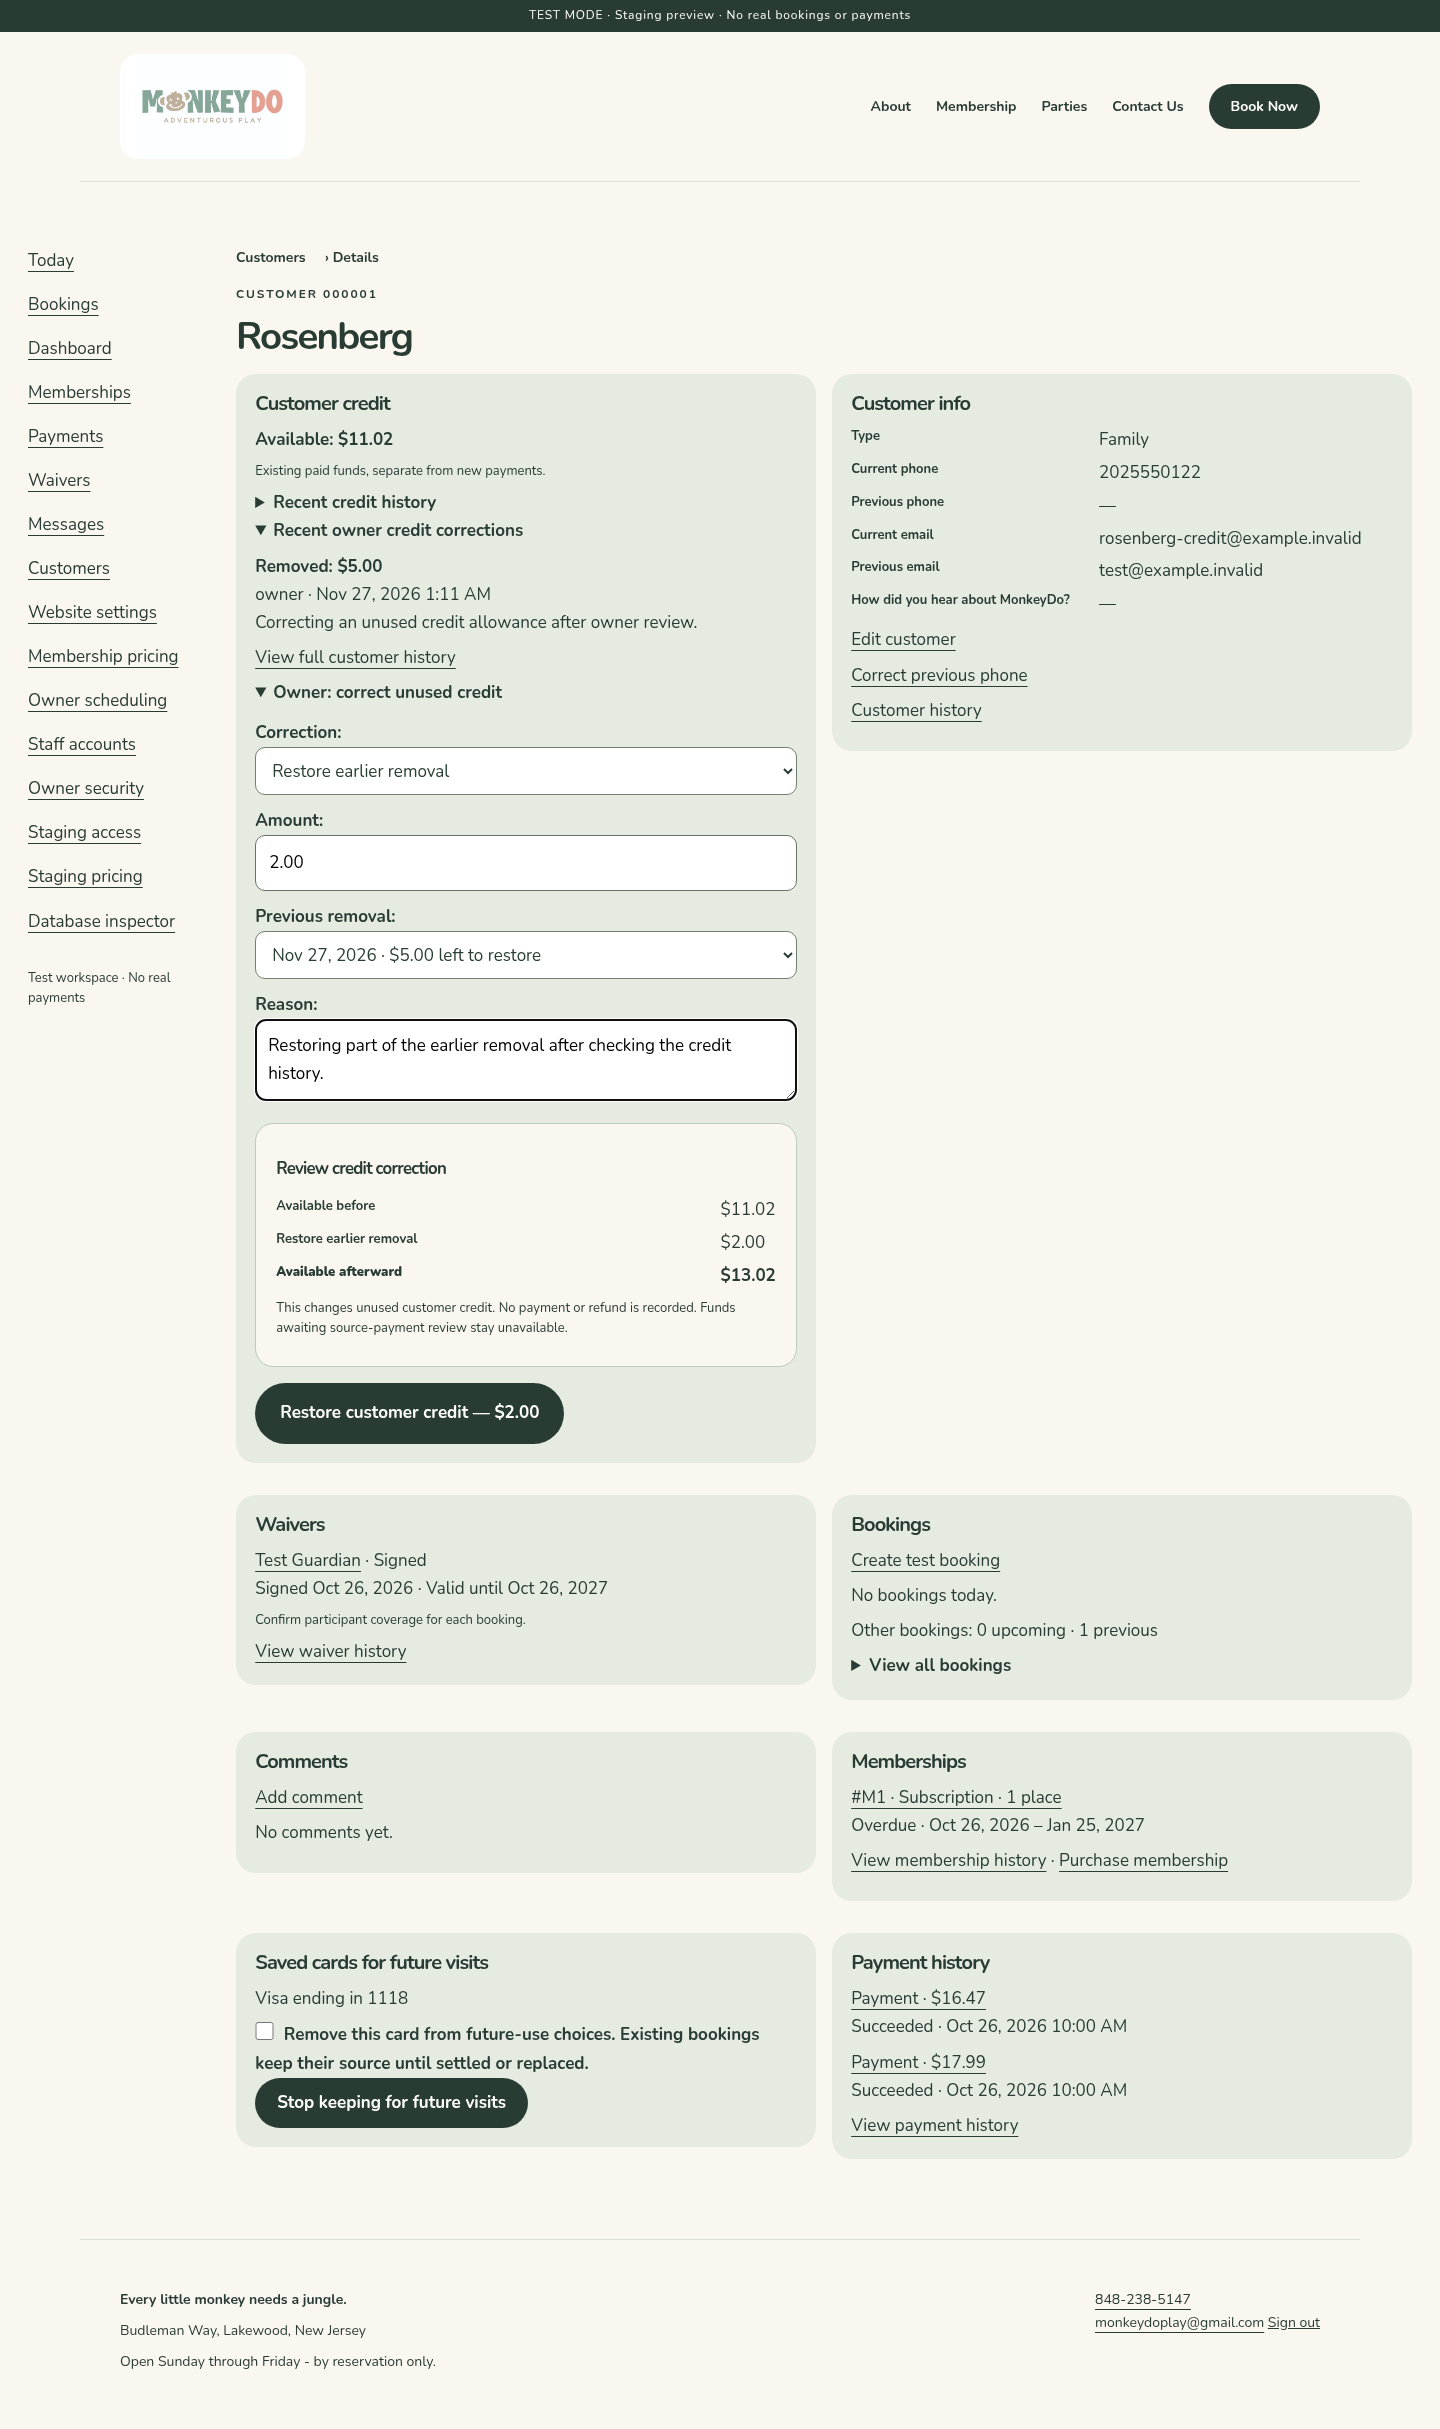 TEST MODE · Staging preview · No real bookings or payments
MONKEYDO
ADVENTUROUS PLAY
About
Membership
Parties
Contact Us
Book Now
Today
Bookings
Dashboard
Memberships
Payments
Waivers
Messages
Customers
Website settings
Membership pricing
Owner scheduling
Staff accounts
Owner security
Staging access
Staging pricing
Database inspector
Test workspace · No real
payments
Customers › Details
CUSTOMER 000001
Rosenberg
Customer credit
Available: $11.02
Existing paid funds, separate from new payments.
Recent credit history
Recent owner credit corrections
Removed: $5.00
owner · Nov 27, 2026 1:11 AM
Correcting an unused credit allowance after owner review.
View full customer history
Owner: correct unused credit
Correction:
Restore earlier removal
Amount:
2.00
Previous removal:
Nov 27, 2026 · $5.00 left to restore
Reason:
Restoring part of the earlier removal after checking the credit
history.
Review credit correction
Available before $11.02
Restore earlier removal $2.00
Available afterward $13.02
This changes unused customer credit. No payment or refund is recorded. Funds
awaiting source-payment review stay unavailable.
Restore customer credit — $2.00
Customer info
Type Family
Current phone 2025550122
Previous phone —
Current email rosenberg-credit@example.invalid
Previous email test@example.invalid
How did you hear about MonkeyDo? —
Edit customer
Correct previous phone
Customer history
Waivers
Test Guardian · Signed
Signed Oct 26, 2026 · Valid until Oct 26, 2027
Confirm participant coverage for each booking.
View waiver history
Bookings
Create test booking
No bookings today.
Other bookings: 0 upcoming · 1 previous
View all bookings
Comments
Add comment
No comments yet.
Memberships
#M1 · Subscription · 1 place
Overdue · Oct 26, 2026 – Jan 25, 2027
View membership history · Purchase membership
Saved cards for future visits
Visa ending in 1118
Remove this card from future-use choices. Existing bookings
keep their source until settled or replaced.
Stop keeping for future visits
Payment history
Payment · $16.47
Succeeded · Oct 26, 2026 10:00 AM
Payment · $17.99
Succeeded · Oct 26, 2026 10:00 AM
View payment history
Every little monkey needs a jungle.
Budleman Way, Lakewood, New Jersey
Open Sunday through Friday - by reservation only.
848-238-5147
monkeydoplay@gmail.com Sign out